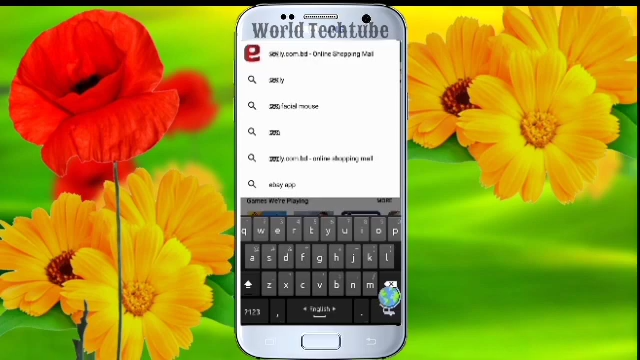 World Techtube
ly.com.bd - Online Shopping Mall
ly
facial mouse
ly.com.bd - online shopping mall
ebay app
Games We're Playing MORE
q w e r t y u i o p
a s d f g h j k l
z x c v b n m
?123 , English .